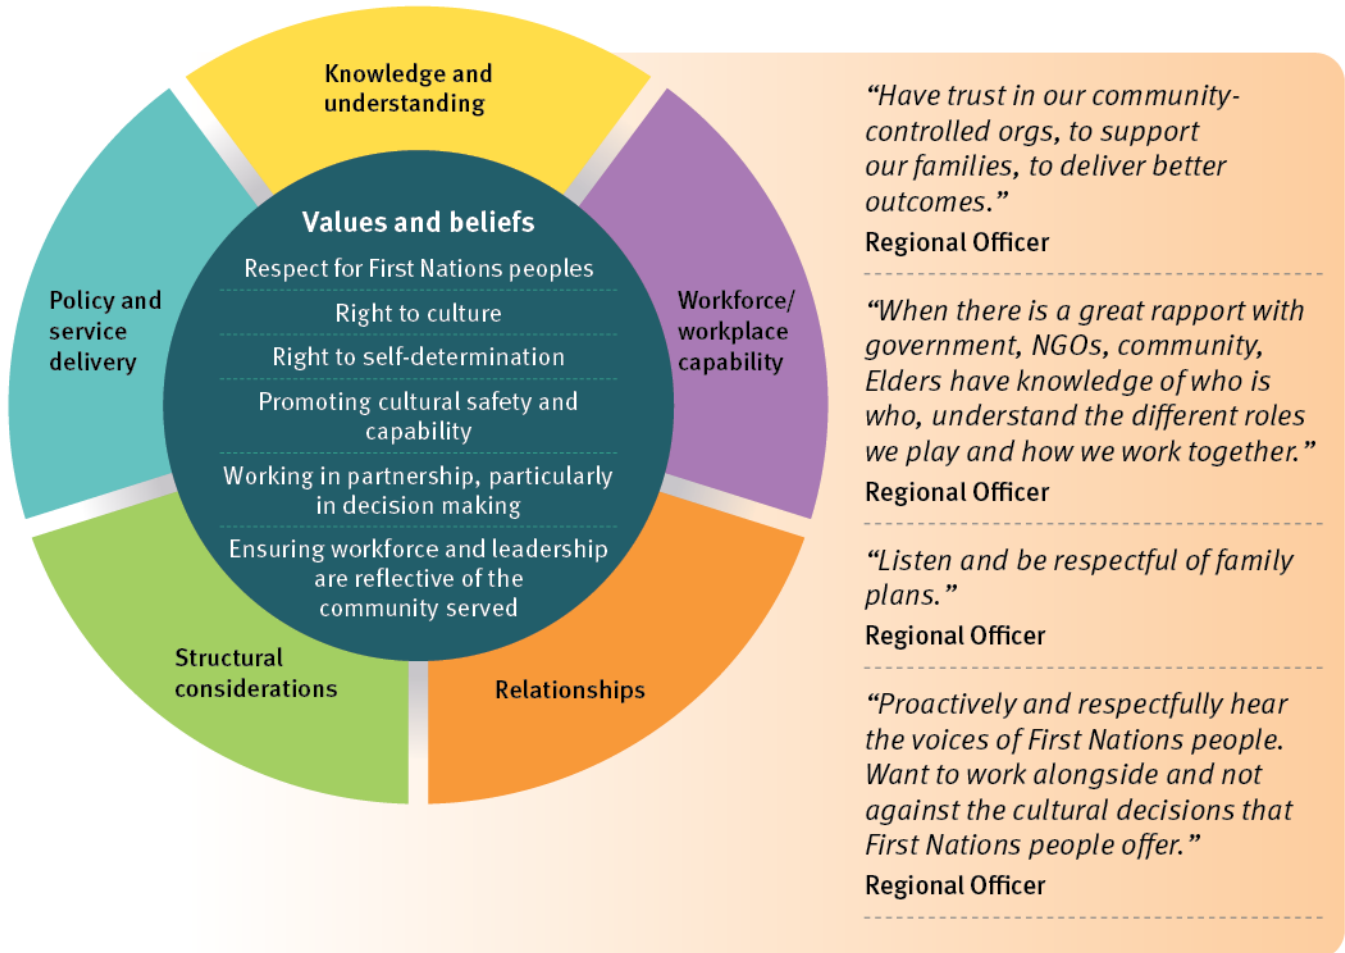 Knowledge and
understanding
Policy and
service
delivery
Workforce/
workplace
capability
Structural
considerations
Relationships
Values and beliefs
Respect for First Nations peoples
Right to culture
Right to self-determination
Promoting cultural safety and
capability
Working in partnership, particularly
in decision making
Ensuring workforce and leadership
are reflective of the
community served
“Have trust in our community-
controlled orgs, to support
our families, to deliver better
outcomes.”
Regional Officer
“When there is a great rapport with
government, NGOs, community,
Elders have knowledge of who is
who, understand the different roles
we play and how we work together.”
Regional Officer
“Listen and be respectful of family
plans.”
Regional Officer
“Proactively and respectfully hear
the voices of First Nations people.
Want to work alongside and not
against the cultural decisions that
First Nations people offer.”
Regional Officer